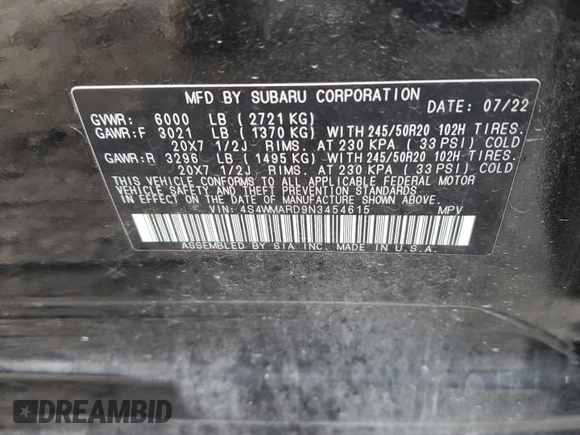 MFD BY SUBARU CORPORATION DATE: 07/22
GVWR: 6000 LB (2721 KG)
GAWR:F 3021 LB (1370 KG) WITH 245/50R20 102H TIRES.
20X7 1/2J RIMS. AT 230 KPA ( 33 PSI) COLD
GAWR:R 3296 LB (1495 KG) WITH 245/50R20 102H TIRES.
20X7 1/2J RIMS. AT 230 KPA ( 33 PSI) COLD
THIS VEHICLE CONFORMS TO ALL APPLICABLE FEDERAL MOTOR
VEHICLE SAFETY AND THEFT PREVENTION STANDARDS
IN EFFECT ON THE DATE OF MANUFACTURE SHOWN ABOVE.
VIN: 4S4WMARD9N3454615 MPV
ASSEMBLED BY SIA INC. MADE IN U.S.A.
DREAMBID